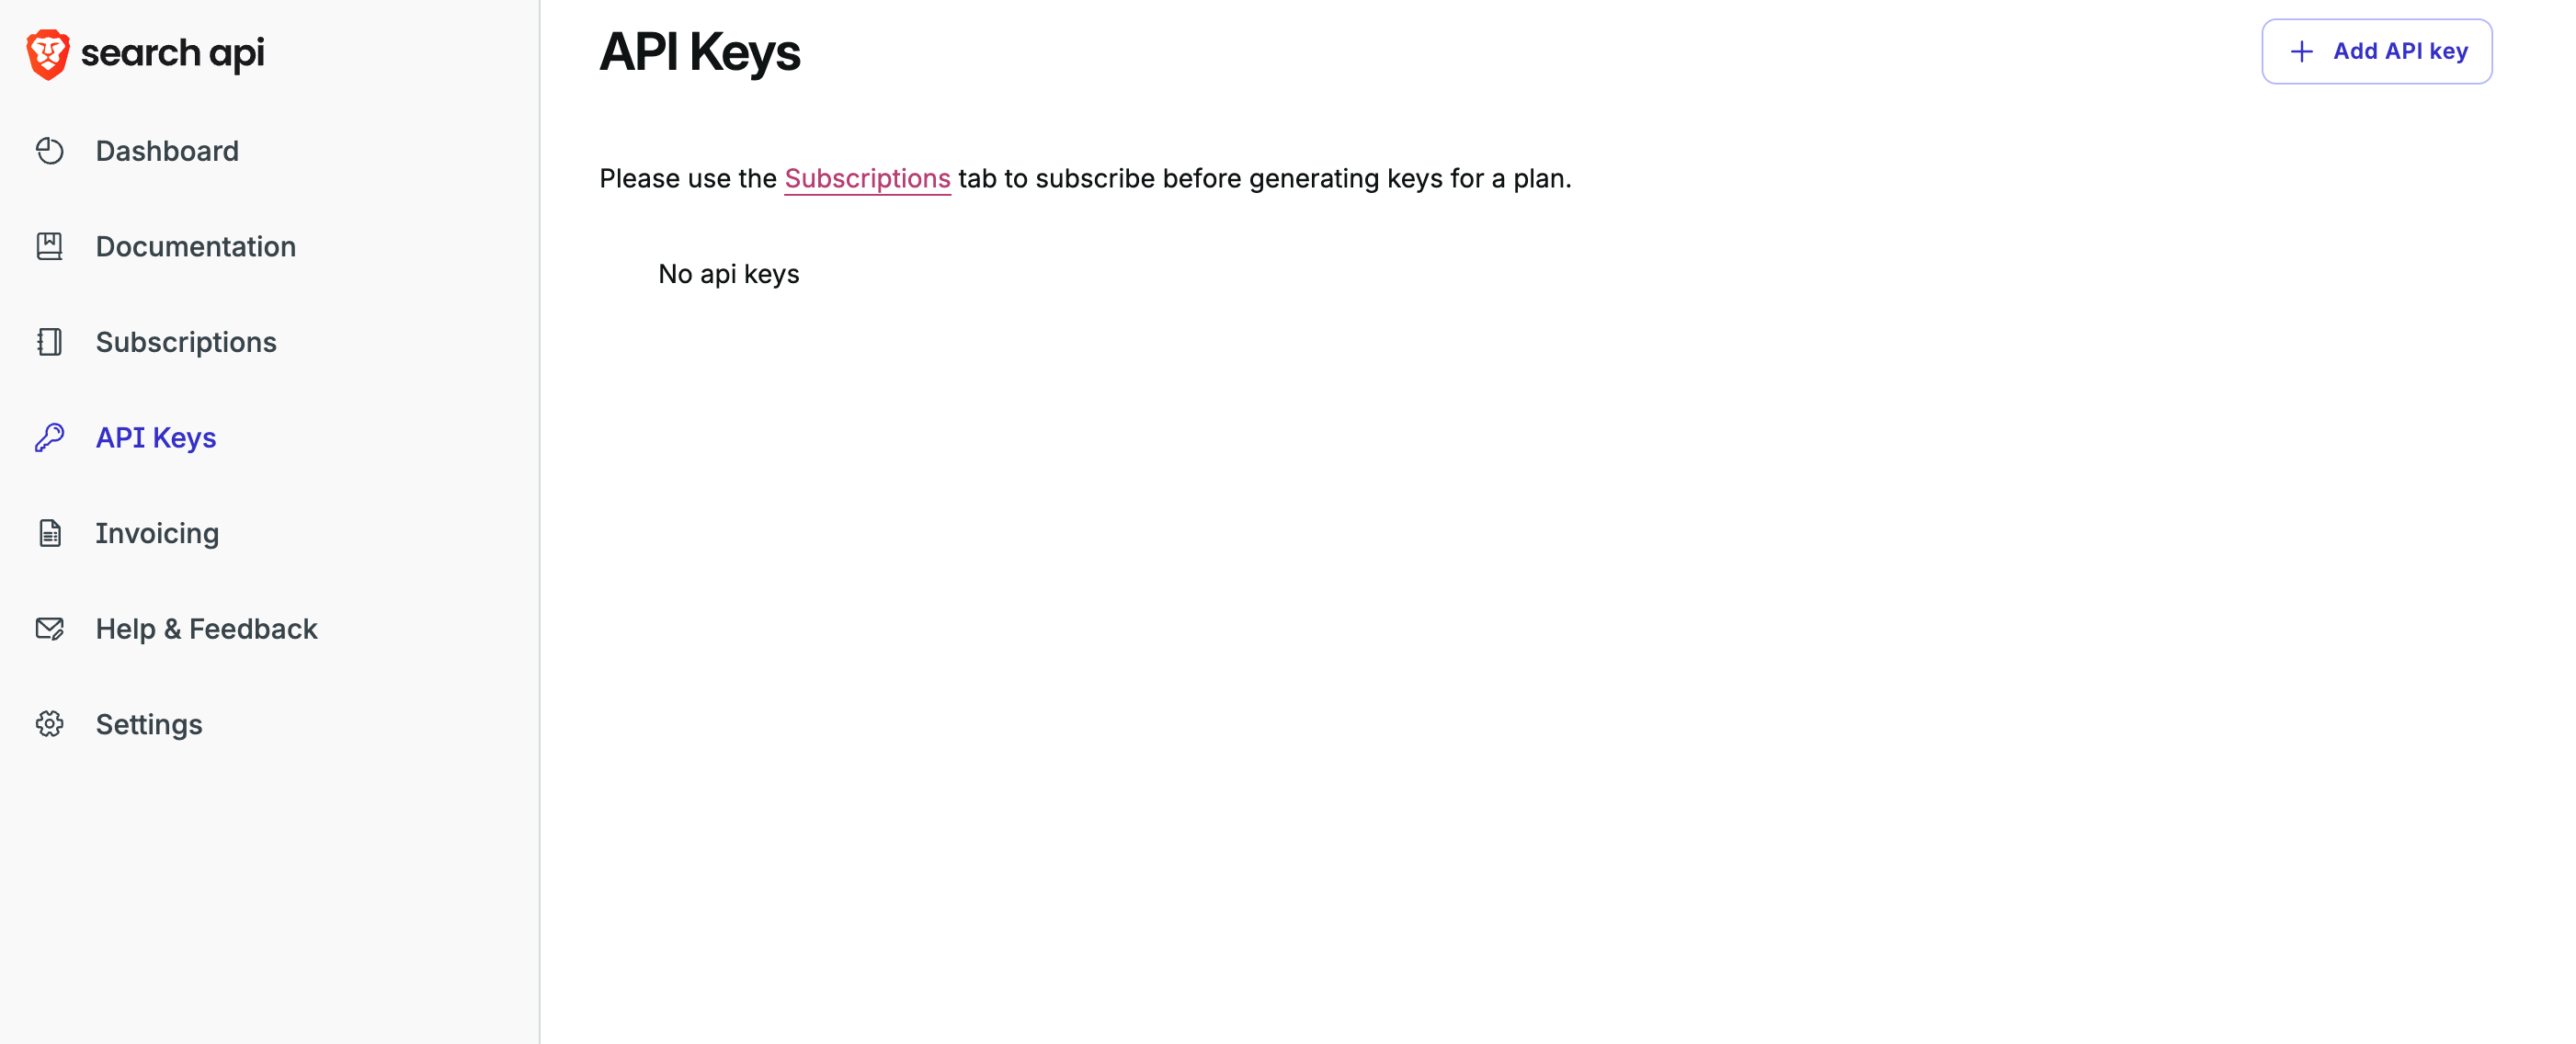 search api
Dashboard
Documentation
Subscriptions
API Keys
Invoicing
Help & Feedback
Settings
API Keys
Add API key
Please use the Subscriptions tab to subscribe before generating keys for a plan.
No api keys